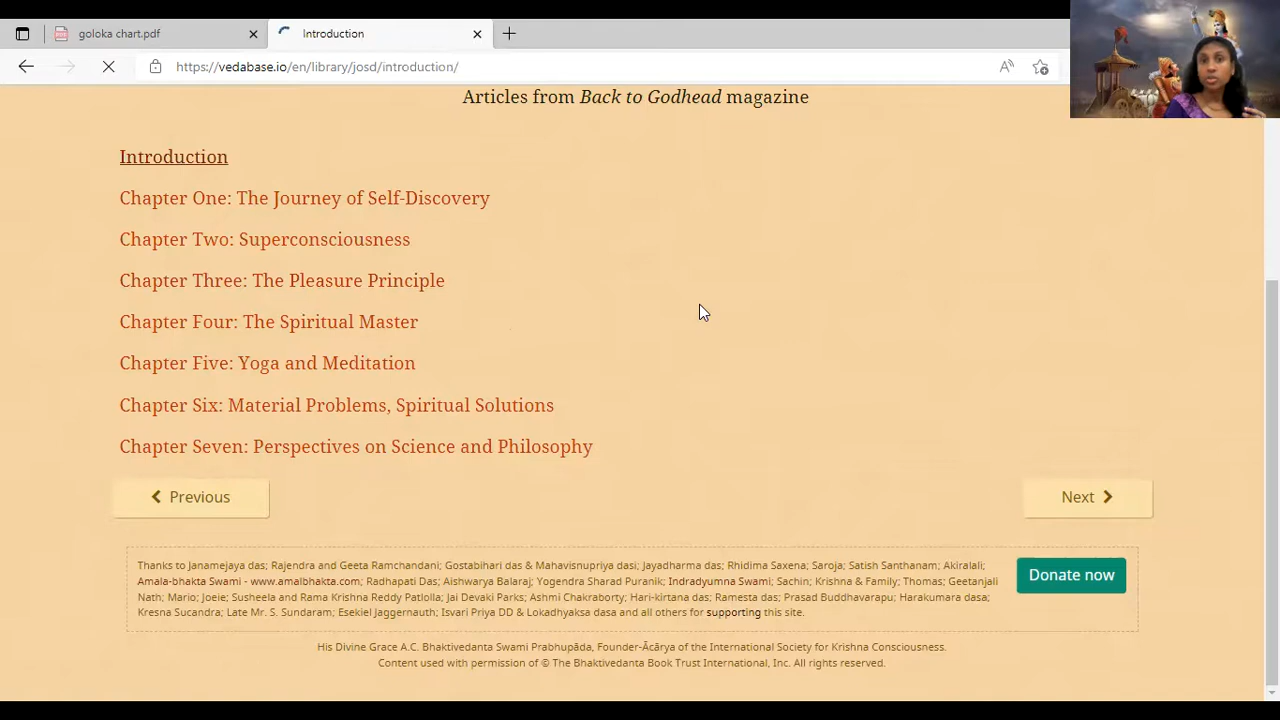 goloka chart.pdf
Introduction
https://vedabase.io/en/library/josd/introduction/
Articles from Back to Godhead magazine
Introduction
Chapter One: The Journey of Self-Discovery
Chapter Two: Superconsciousness
Chapter Three: The Pleasure Principle
Chapter Four: The Spiritual Master
Chapter Five: Yoga and Meditation
Chapter Six: Material Problems, Spiritual Solutions
Chapter Seven: Perspectives on Science and Philosophy
Previous
Next
Thanks to Janamejaya das; Rajendra and Geeta Ramchandani; Gostabihari das & Mahavisnupriya dasi; Jayadharma das; Rhidima Saxena; Saroja; Satish Santhanam; Akiralali;
Amala-bhakta Swami - www.amalbhakta.com; Radhapati Das; Aishwarya Balaraj; Yogendra Sharad Puranik; Indradyumna Swami; Sachin; Krishna & Family; Thomas; Geetanjali
Nath; Mario; Joeie; Susheela and Rama Krishna Reddy Patlolla; Jai Devaki Parks; Ashmi Chakraborty; Hari-kirtana das; Ramesta das; Prasad Buddhavarapu; Harakumara dasa;
Kresna Sucandra; Late Mr. S. Sundaram; Esekiel Jaggernauth; Isvari Priya DD & Lokadhyaksa dasa and all others for supporting this site.
Donate now
His Divine Grace A.C. Bhaktivedanta Swami Prabhupāda, Founder-Ācārya of the International Society for Krishna Consciousness.
Content used with permission of © The Bhaktivedanta Book Trust International, Inc. All rights reserved.